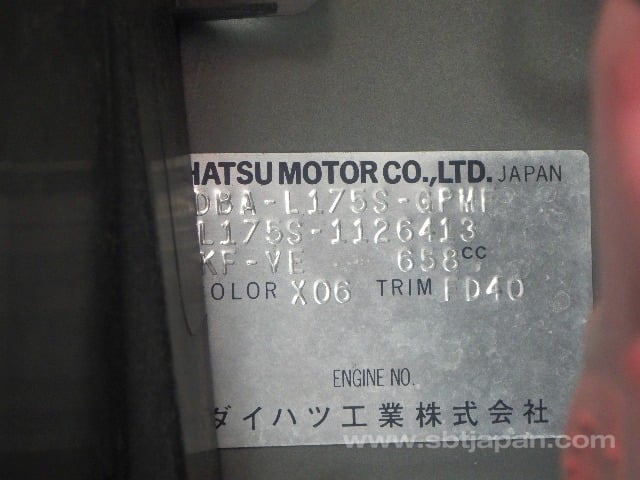 HATSU MOTOR CO.,LTD. JAPAN
DBA-L175S-GPMF
L175S-1126413
KF-VE 658CC
OLOR X06 TRIM FD40
ENGINE NO.
ダイハツ工業株式会社
www.sbtjapan.com